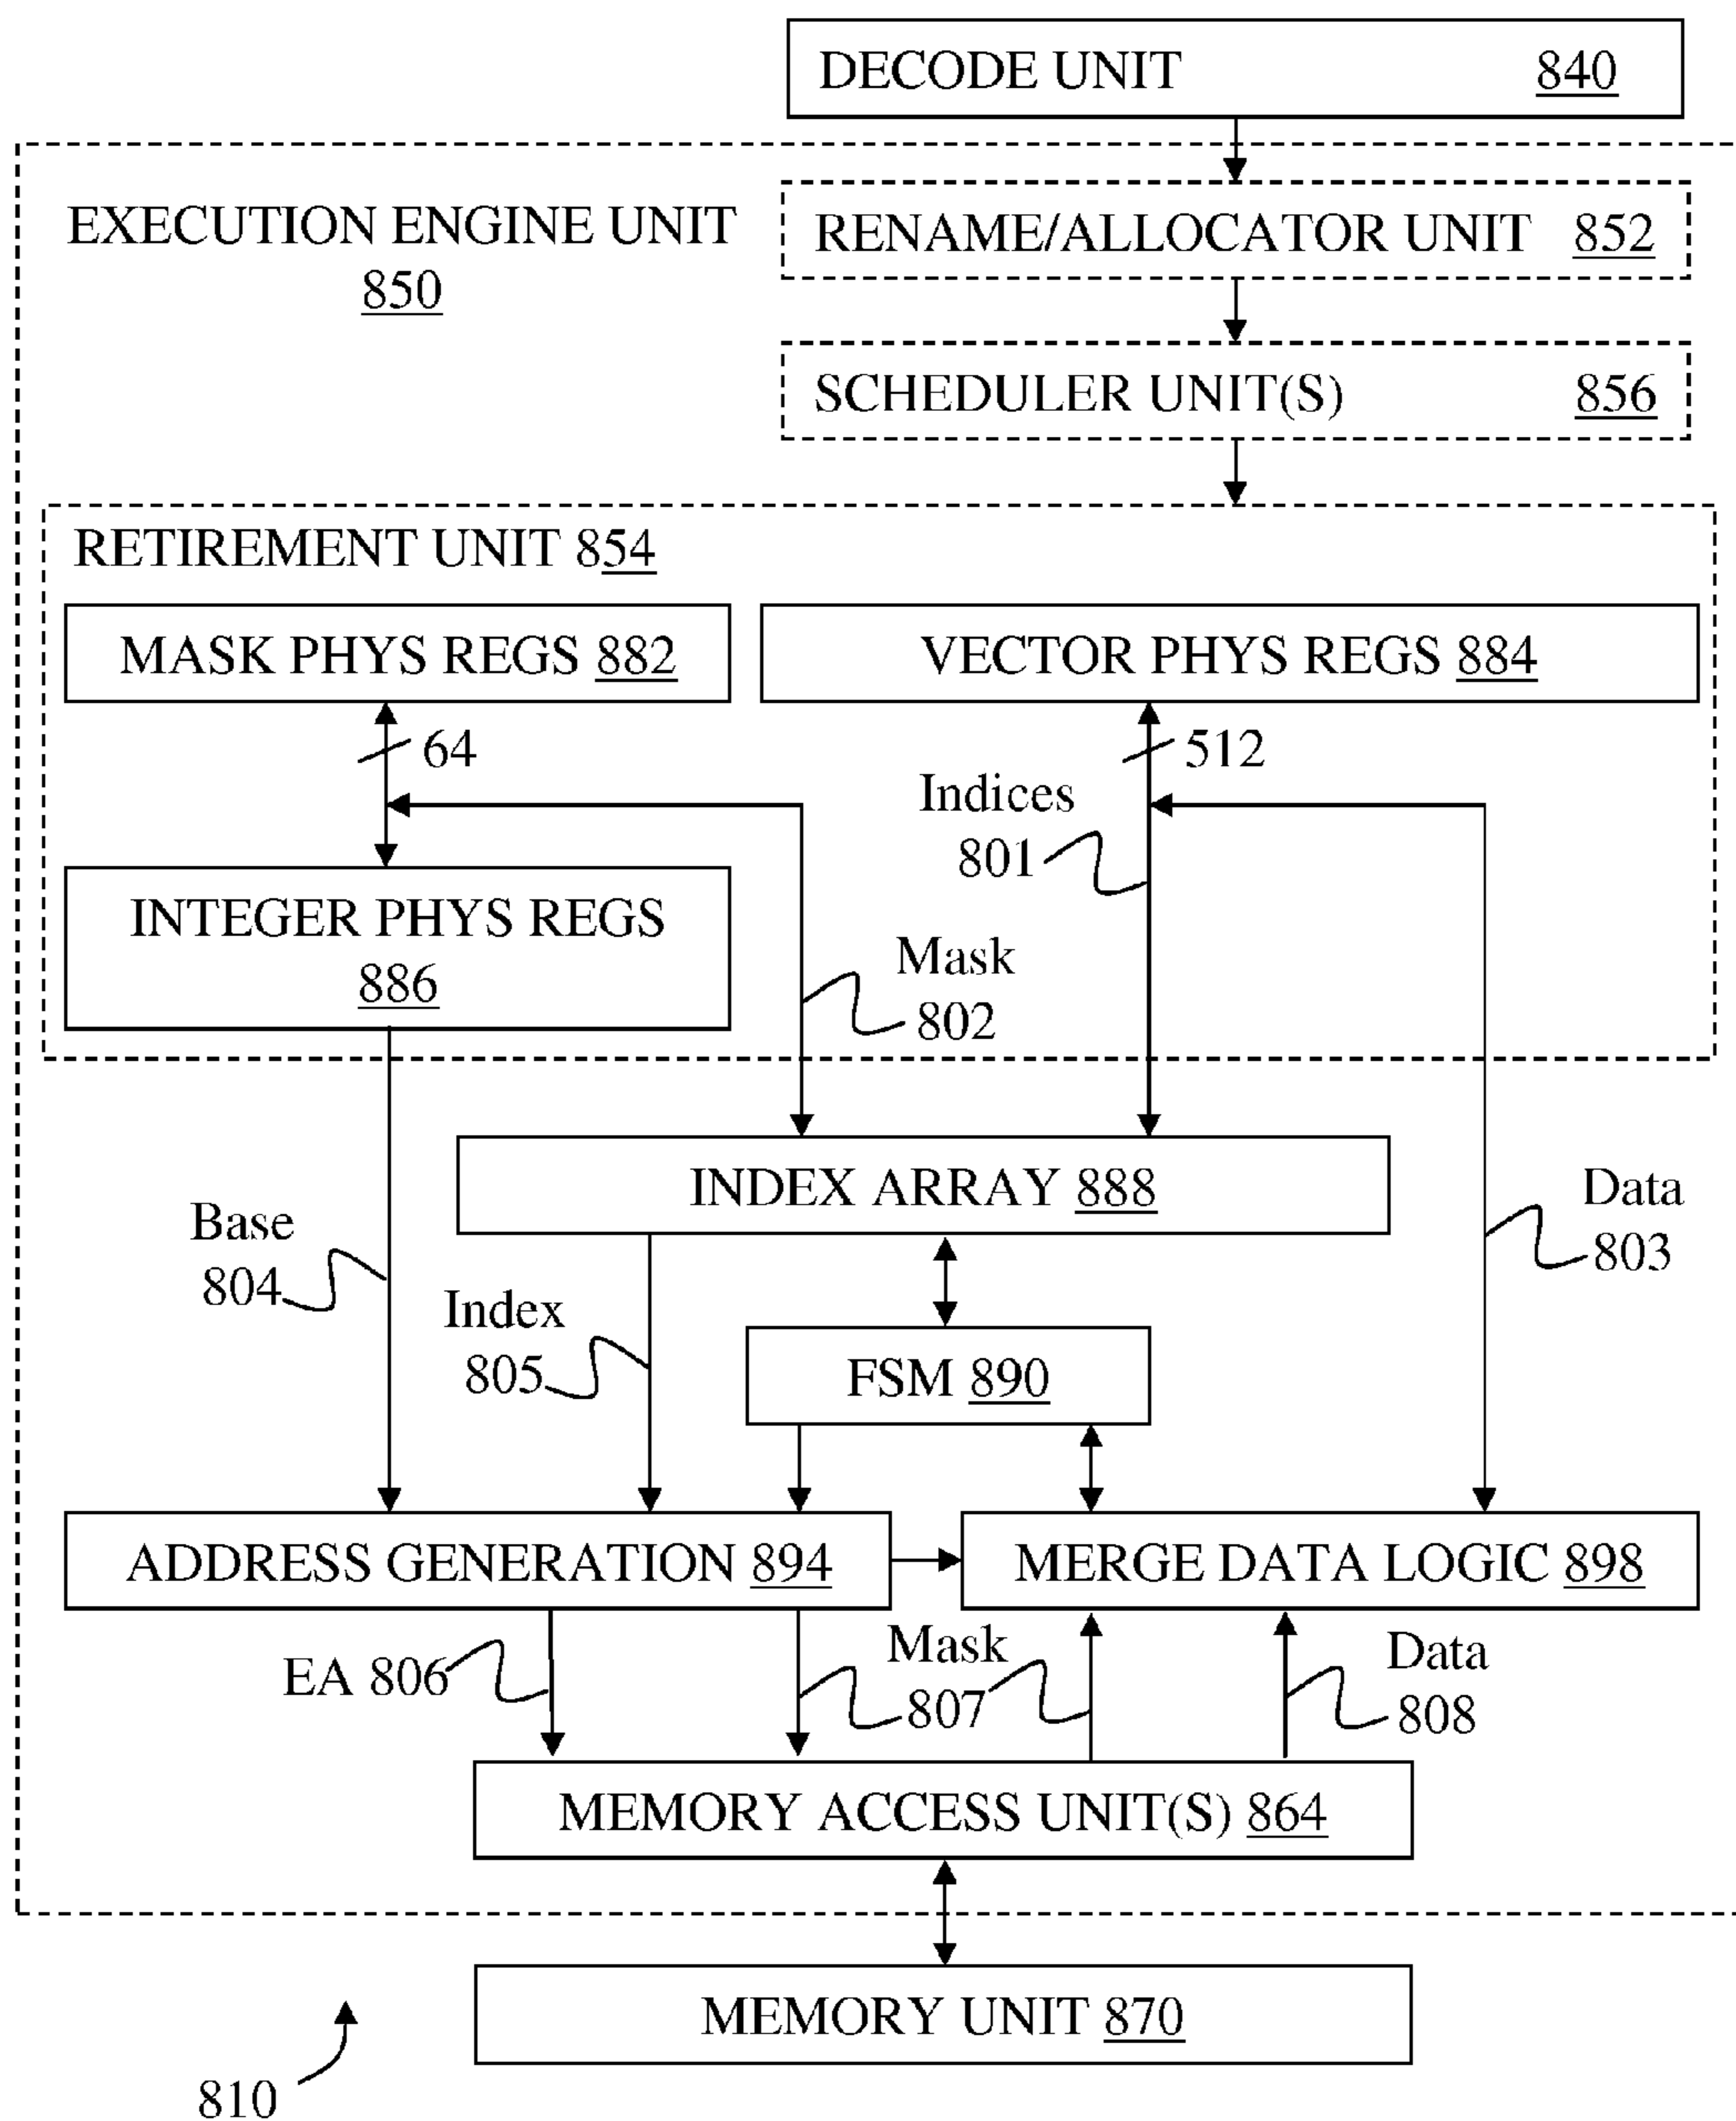 DECODE UNIT 840
EXECUTION ENGINE UNIT
850
RENAME/ALLOCATOR UNIT 852
SCHEDULER UNIT(S) 856
RETIREMENT UNIT 854
MASK PHYS REGS 882
VECTOR PHYS REGS 884
64
512
Indices
801
INTEGER PHYS REGS
886
Mask
802
INDEX ARRAY 888
Base
804
Data
803
Index
805
FSM 890
ADDRESS GENERATION 894
MERGE DATA LOGIC 898
EA 806
Mask
807
Data
808
MEMORY ACCESS UNIT(S) 864
MEMORY UNIT 870
810